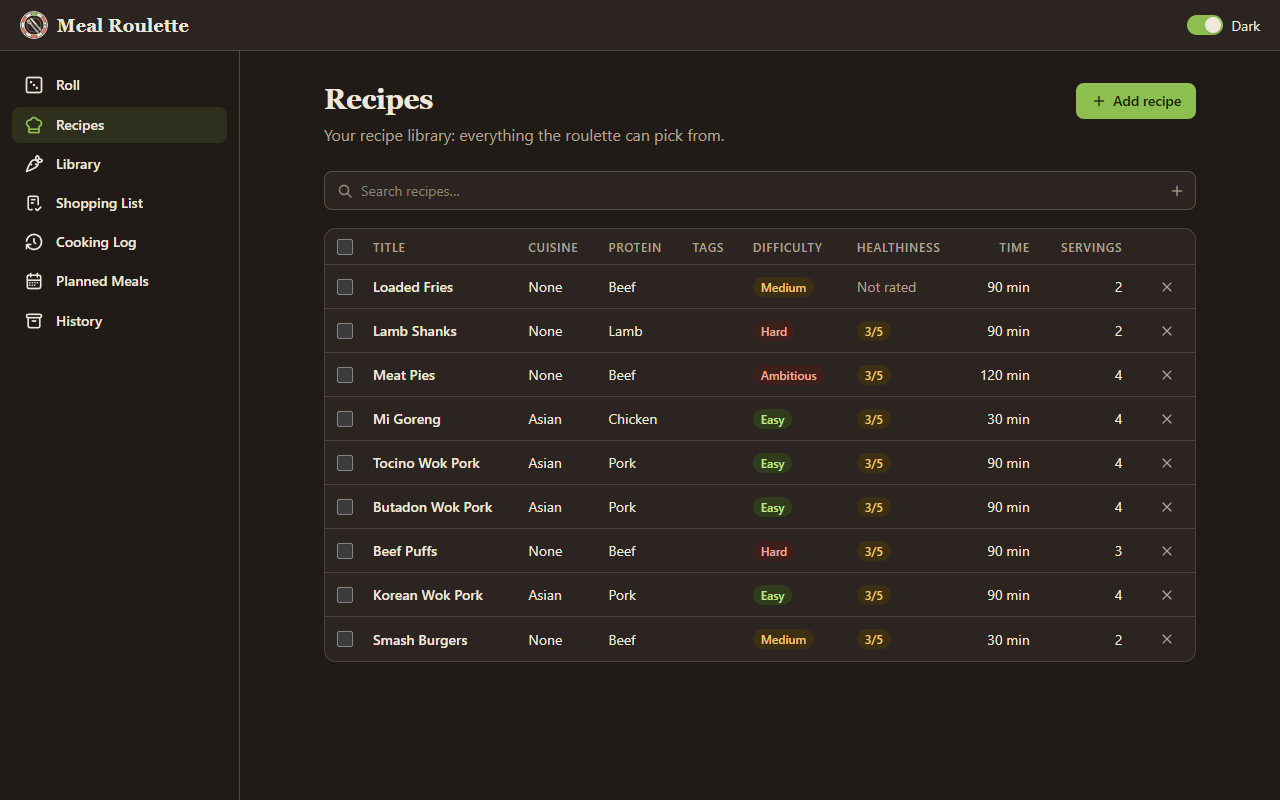 Meal Roulette
Dark
Roll
Recipes
Library
Shopping List
Cooking Log
Planned Meals
History
Recipes
Add recipe
Your recipe library: everything the roulette can pick from.
Search recipes...
TITLE CUISINE PROTEIN TAGS DIFFICULTY HEALTHINESS TIME SERVINGS
Loaded Fries None Beef Medium Not rated 90 min 2
Lamb Shanks None Lamb Hard 3/5 90 min 2
Meat Pies None Beef Ambitious 3/5 120 min 4
Mi Goreng Asian Chicken Easy 3/5 30 min 4
Tocino Wok Pork Asian Pork Easy 3/5 90 min 4
Butadon Wok Pork Asian Pork Easy 3/5 90 min 4
Beef Puffs None Beef Hard 3/5 90 min 3
Korean Wok Pork Asian Pork Easy 3/5 90 min 4
Smash Burgers None Beef Medium 3/5 30 min 2